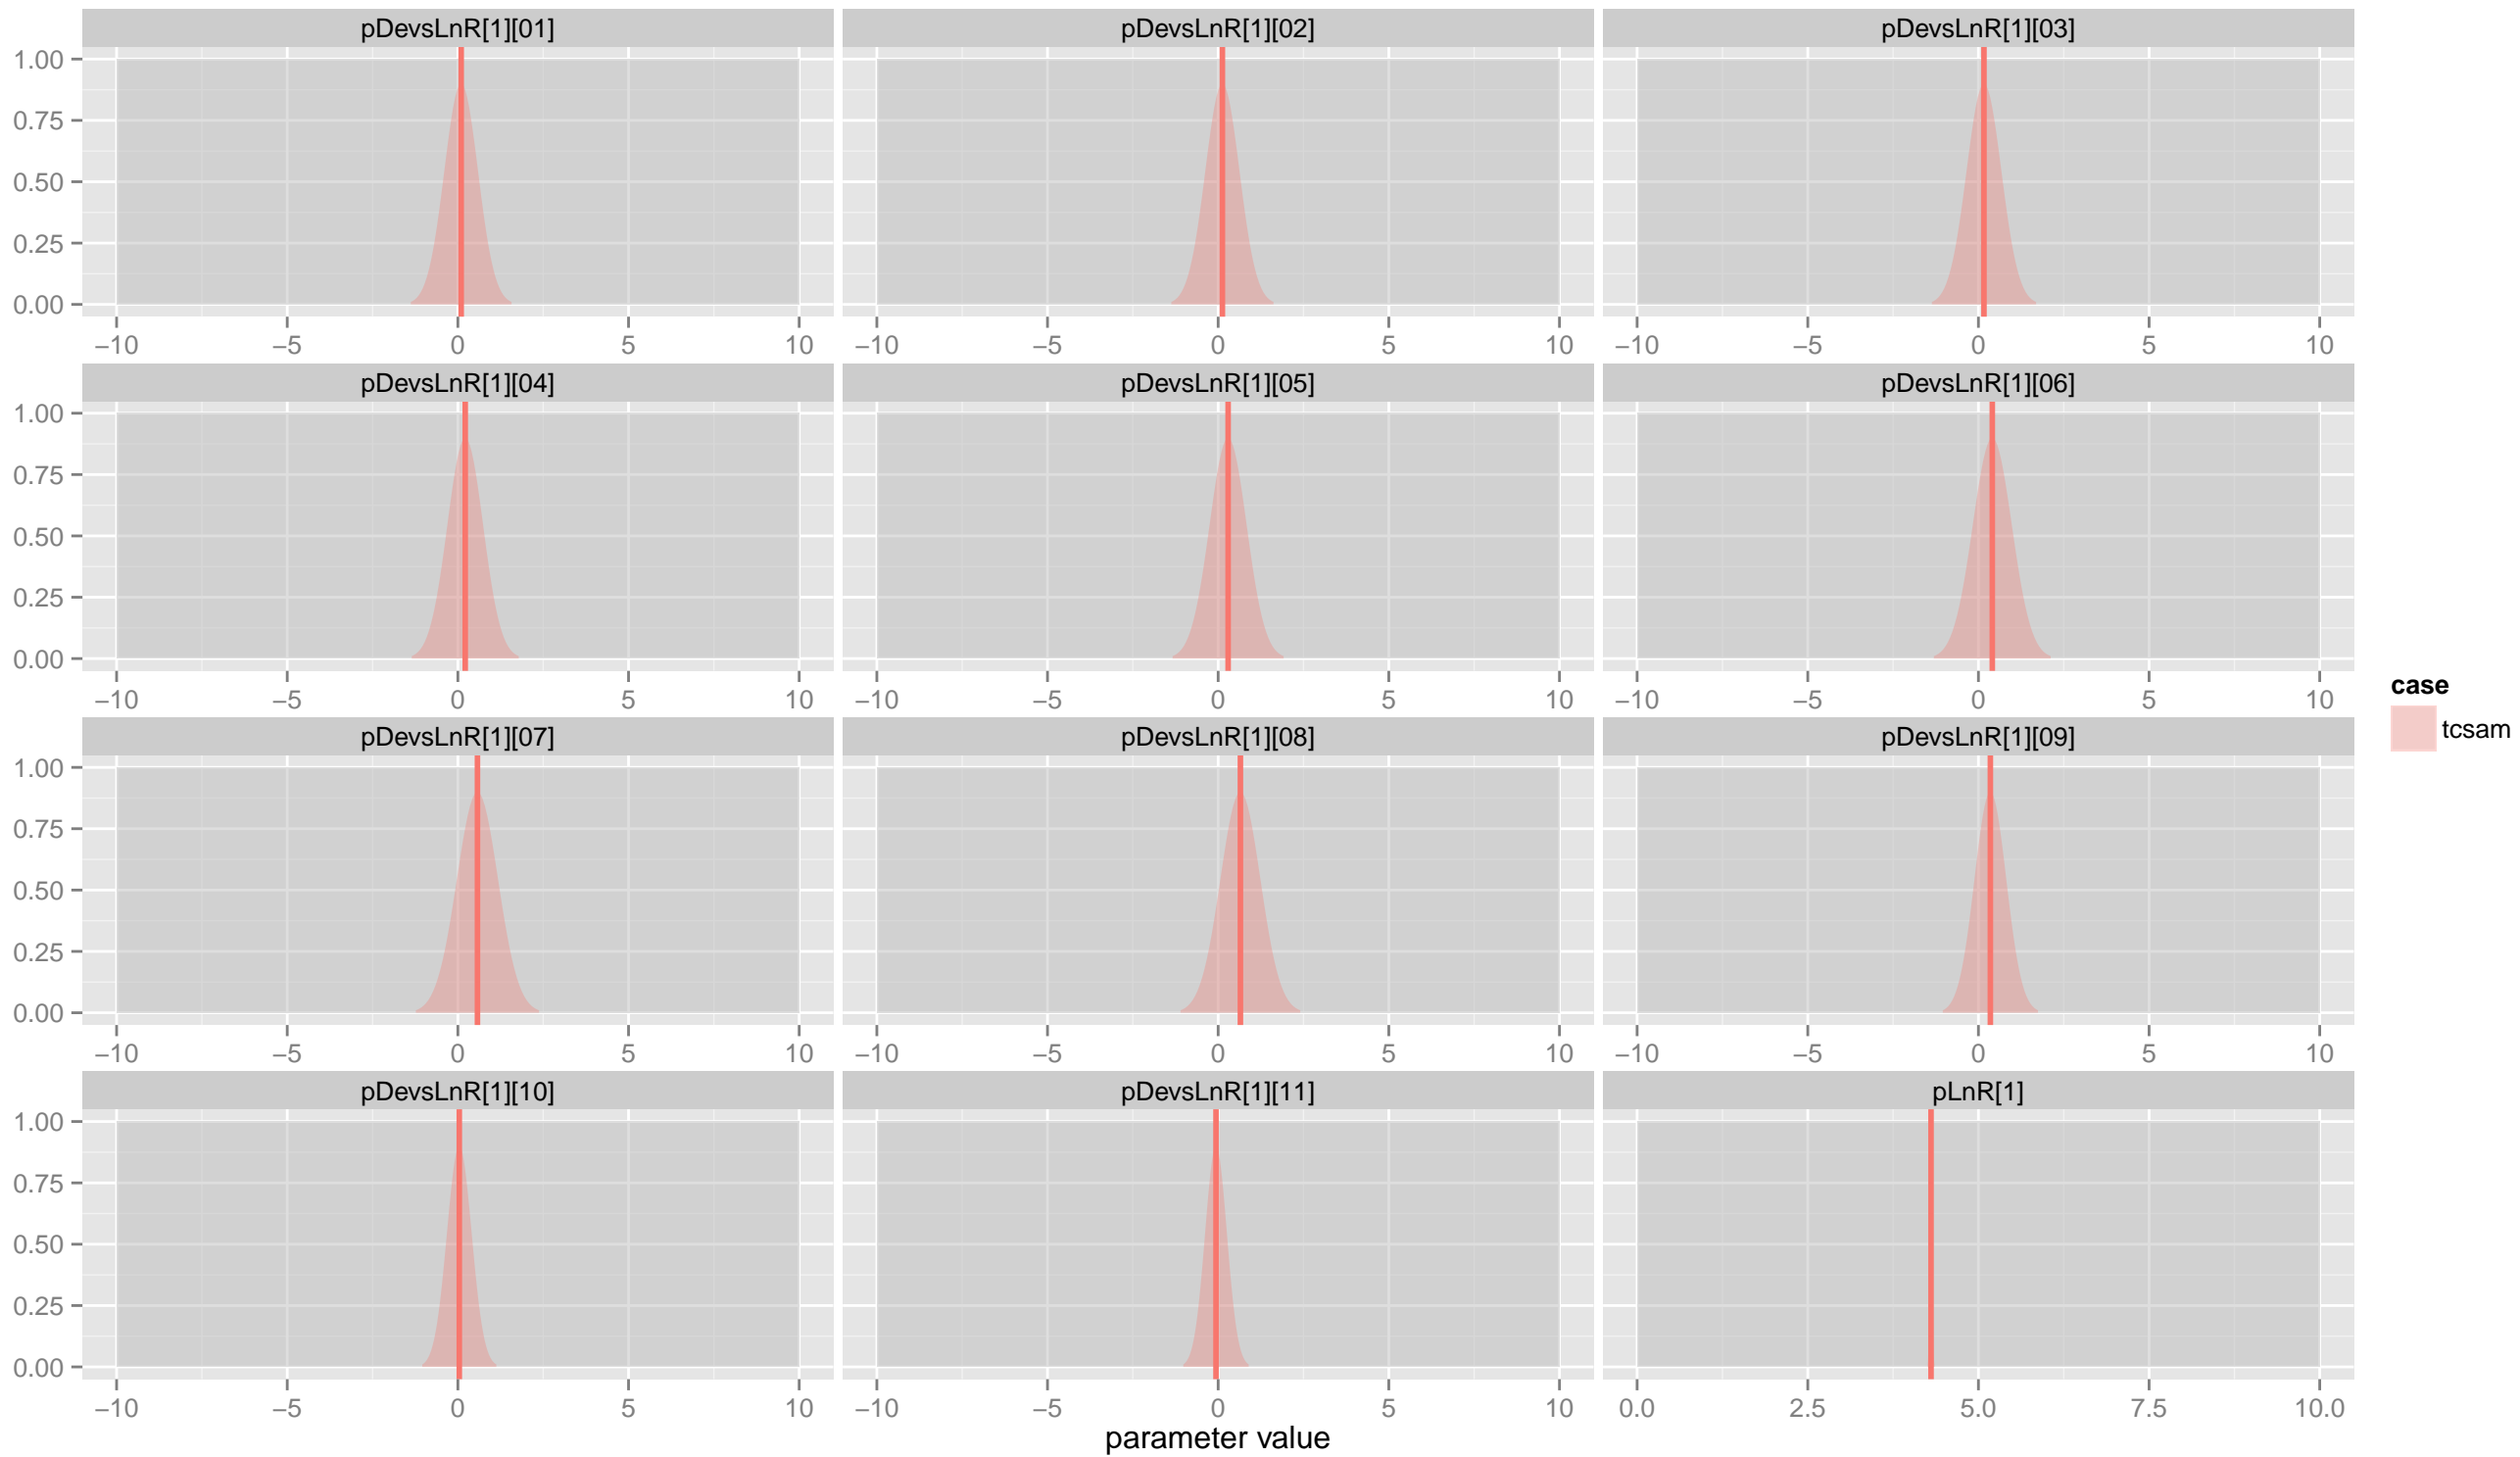 pDevsLnR[1][01] pDevsLnR[1][02] pDevsLnR[1][03]
1.00
0.75
0.50
0.25
0.00
−10 −5 0 5 10 −10 −5 0 5 10 −10 −5 0 5 10
pDevsLnR[1][04] pDevsLnR[1][05] pDevsLnR[1][06]
1.00
0.75
0.50
0.25
0.00
−10 −5 0 5 10 −10 −5 0 5 10 −10 −5 0 5 10
case
tcsam
pDevsLnR[1][07] pDevsLnR[1][08] pDevsLnR[1][09]
1.00
0.75
0.50
0.25
0.00
−10 −5 0 5 10 −10 −5 0 5 10 −10 −5 0 5 10
pDevsLnR[1][10] pDevsLnR[1][11] pLnR[1]
1.00
0.75
0.50
0.25
0.00
−10 −5 0 5 10 −10 −5 0 5 10 0.0 2.5 5.0 7.5 10.0
parameter value